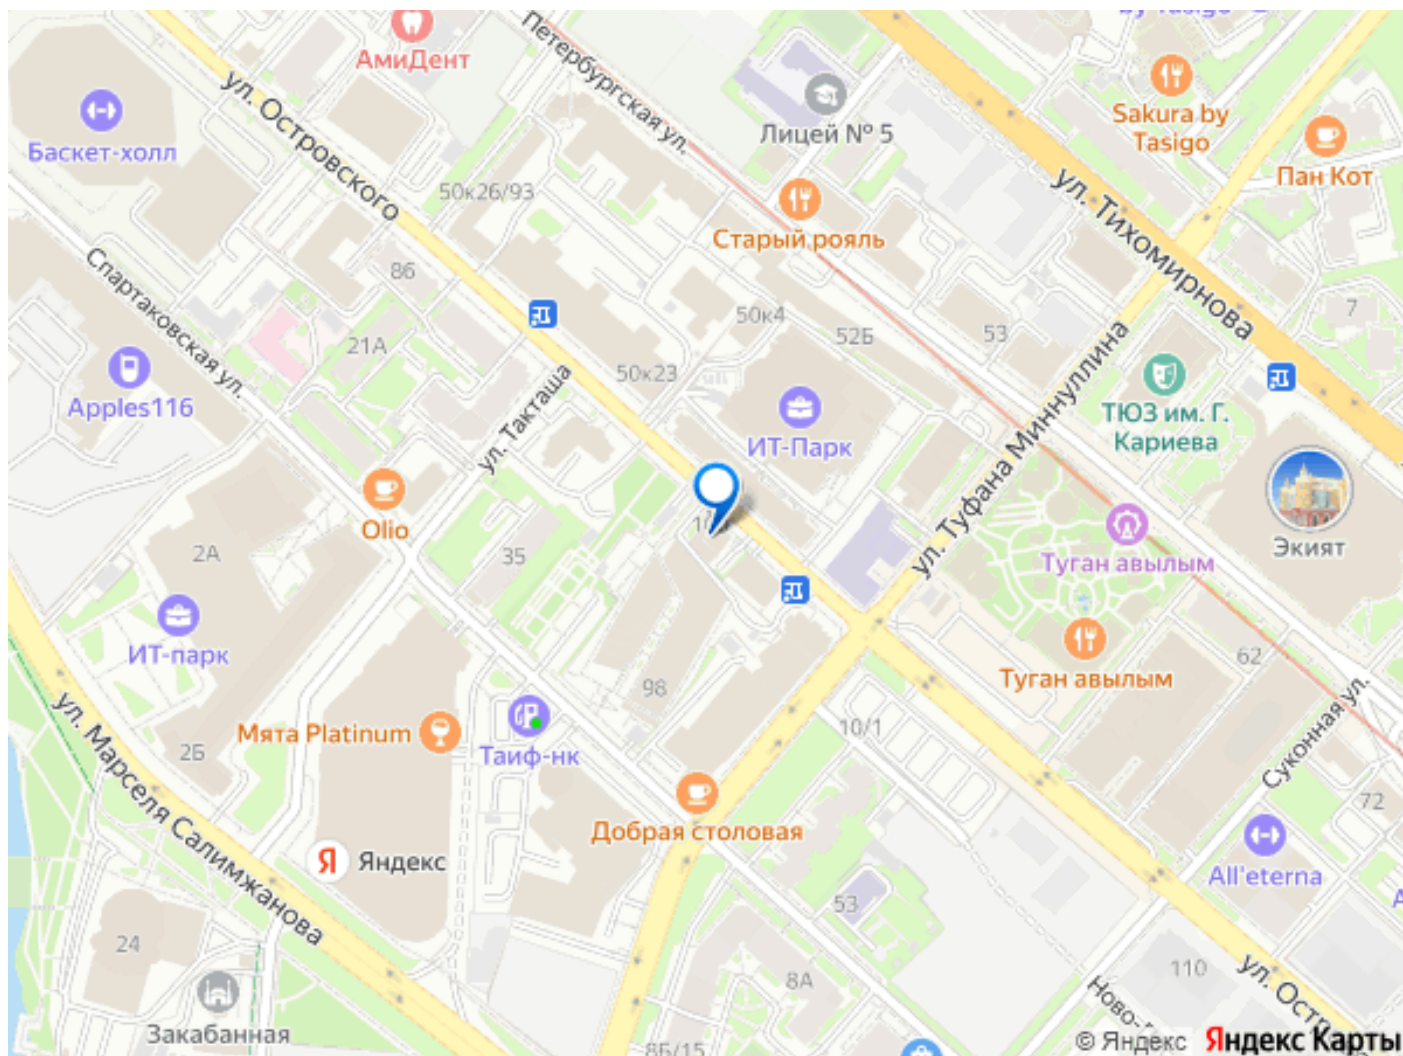 by Tasigo
АмиДент
Петербургская ул.
ул. Островского
Баскет-холл
Лицей № 5
Sakura by
Tasigo
Пан Кот
50к26/93
ул. Тихомирнова
Старый рояль
Спартаковская ул.
86
50к4
52Б
53
7
21А
50к23
Apples116
ул. Такташа
ИТ-Парк
ТЮЗ им. Г.
Кариева
ул. Туфана Миннуллина
Olio
2А
35
Туган авылым
Экият
ИТ-парк
Туган авылым
62
98
ул. Марселя Салимжанова
Мята Platinum
Таиф-нк
2Б
10/1
Суконная ул.
72
Добрая столовая
Я Яндекс
All'eterna
53
24
8А
110
ул. Остр
Ново-
Закабанная
8Б/15
© Яндекс Яндекс Карты